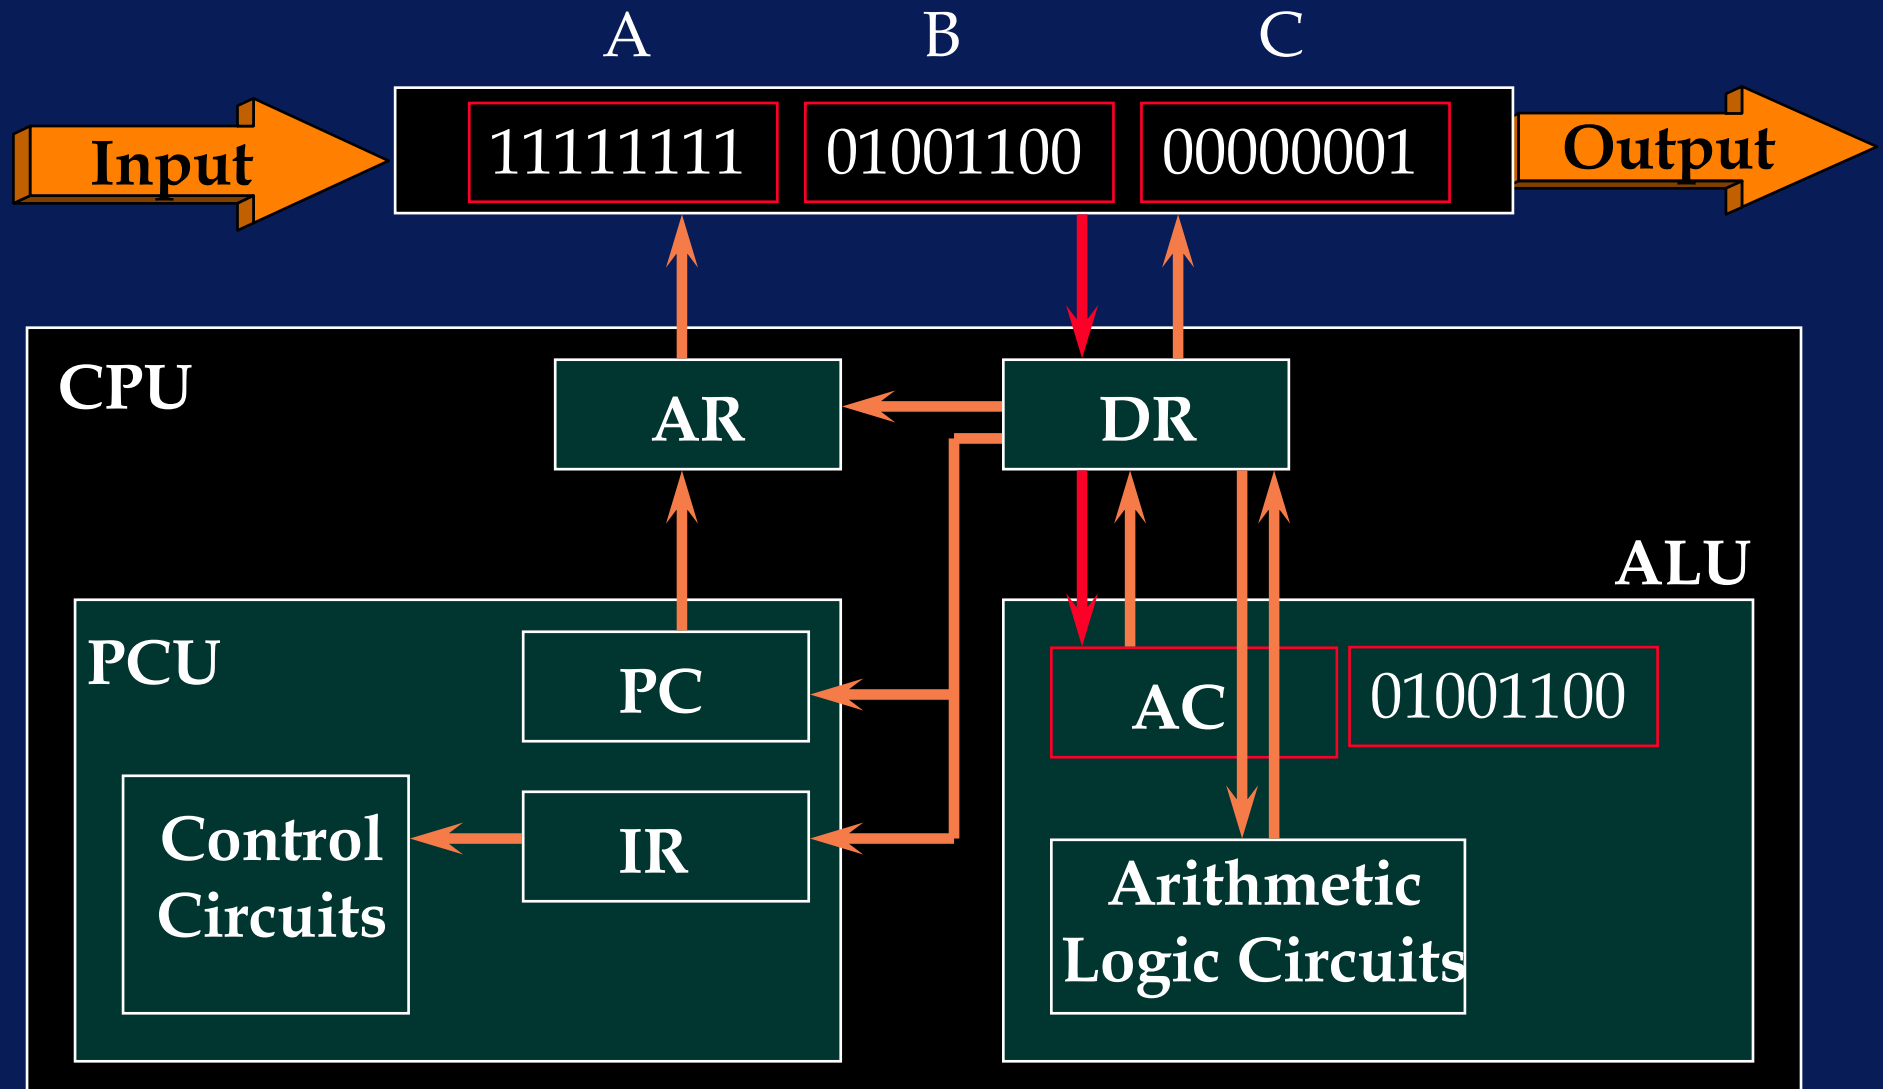 A B C
Input 11111111 01001100 00000001 Output
CPU
AR DR
ALU
PCU
PC AC 01001100
Control
Circuits
IR
Arithmetic
Logic Circuits